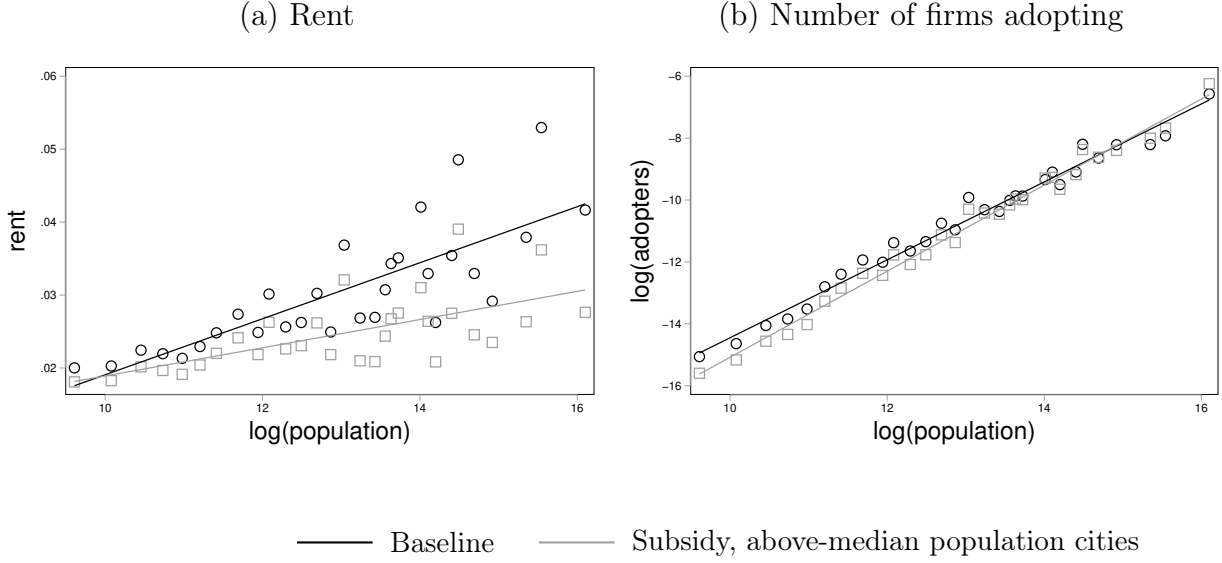 (a) Rent
.06
.05
.04
.03
.02
rent
10 12 14 16
log(population)
(b) Number of firms adopting
−6
−8
−10
−12
−14
−16
log(adopters)
10 12 14 16
log(population)
Baseline
Subsidy, above-median population cities